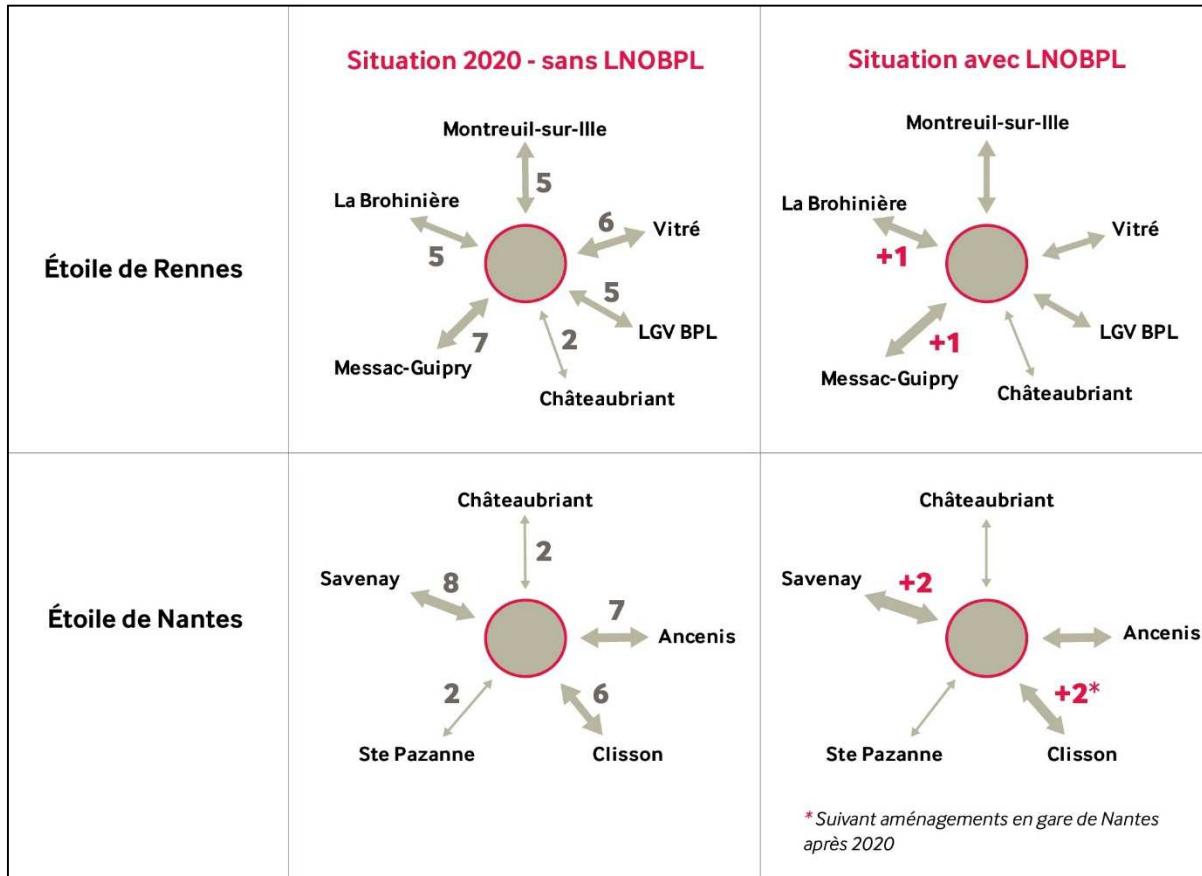 Situation 2020 - sans LNOBPL
Situation avec LNOBPL
Étoile de Rennes
Montreuil-sur-Ille
5
La Brohinière
5
6
Vitré
5
LGV BPL
7
2
Messac-Guipry
Châteaubriant
Montreuil-sur-Ille
La Brohinière
+1
Vitré
LGV BPL
+1
Messac-Guipry
Châteaubriant
Étoile de Nantes
Châteaubriant
2
Savenay
8
7
Ancenis
2
6
Ste Pazanne
Clisson
Châteaubriant
Savenay
+2
Ancenis
+2*
Ste Pazanne
Clisson
* Suivant aménagements en gare de Nantes
après 2020